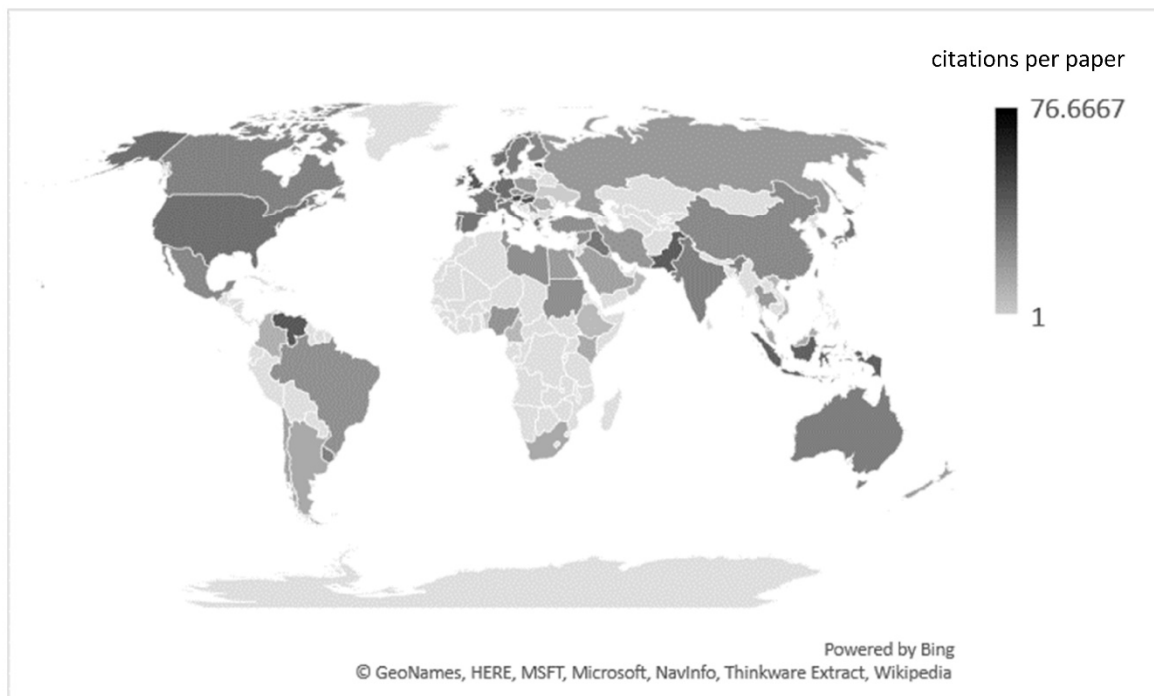 citations per paper
76.6667
1
Powered by Bing
© GeoNames, HERE, MSFT, Microsoft, NavInfo, Thinkware Extract, Wikipedia